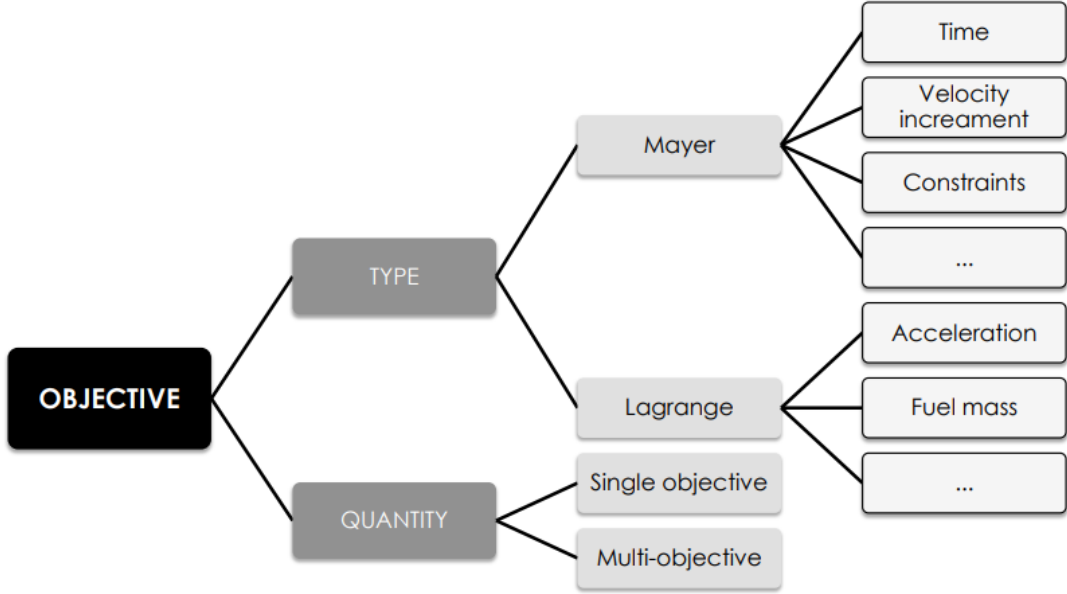 OBJECTIVE
TYPE
Mayer
Time
Velocity
increament
Constraints
...
Lagrange
Acceleration
Fuel mass
...
QUANTITY
Single objective
Multi-objective